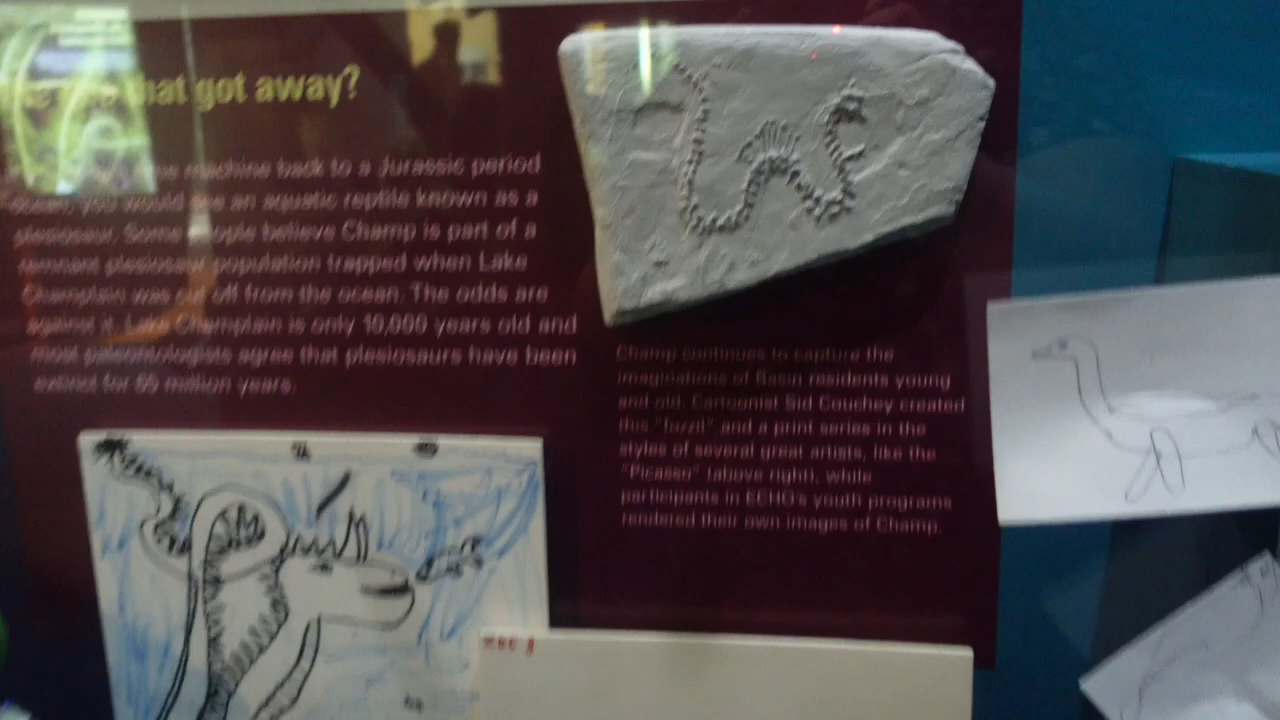 that got away?
machine back to a Jurassic period
ocean, you would see an aquatic reptile known as a
plesiosaur. Some people believe Champ is part of a
remnant plesiosaur population trapped when Lake
Champlain was cut off from the ocean. The odds are
against it. Lake Champlain is only 10,000 years old and
most paleontologists agree that plesiosaurs have been
extinct for 65 million years.
Champ continues to capture the
imaginations of Basin residents young
and old. Cartoonist Sid Couchey created
this "fozzil" and a print series in the
styles of several great artists, like the
"Picasso" (above right), while
participants in ECHO's youth programs
rendered their own images of Champ.